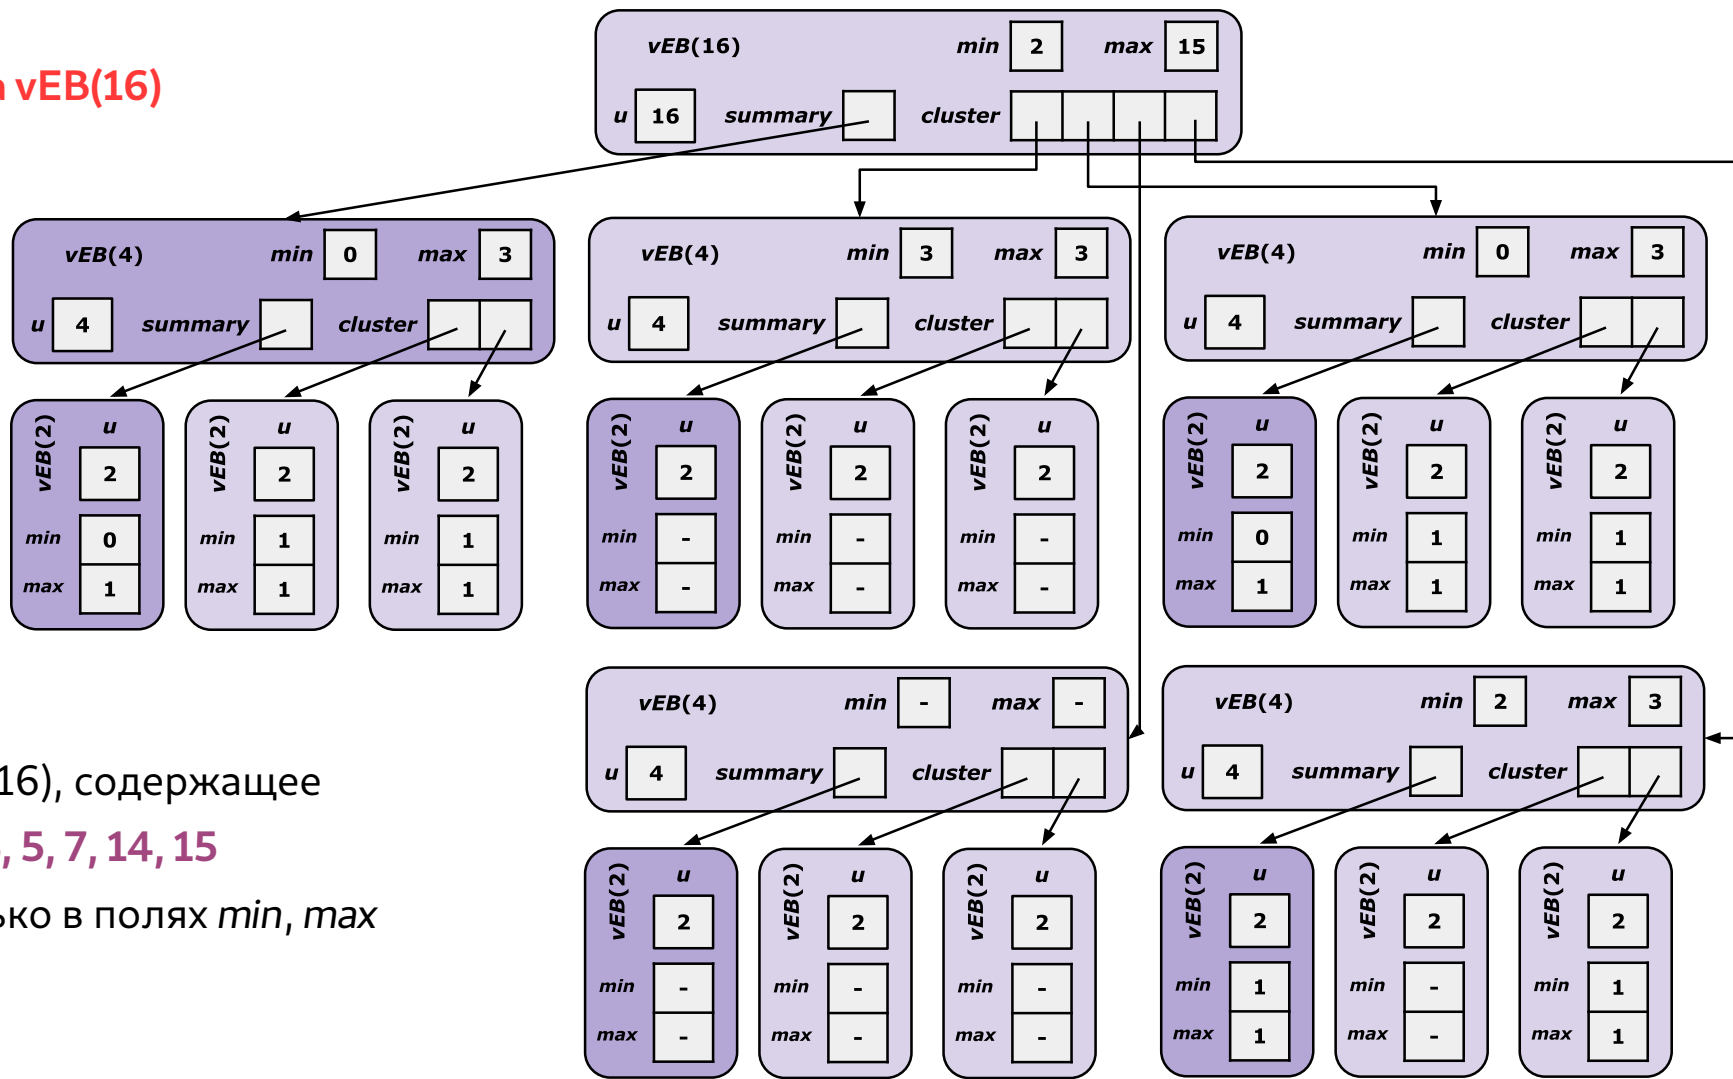 vEB(16) min 2 max 15
vEB(16)
u 16 summary cluster
vEB(4) min 0 max 3
u 4 summary cluster
vEB(4) min 3 max 3
u 4 summary cluster
vEB(4) min 0 max 3
u 4 summary cluster
vEB(2) u 2 min 0 max 1
vEB(2) u 2 min 1 max 1
vEB(2) u 2 min 1 max 1
vEB(2) u 2 min - max -
vEB(2) u 2 min - max -
vEB(2) u 2 min - max -
vEB(2) u 2 min 0 max 1
vEB(2) u 2 min 1 max 1
vEB(2) u 2 min 1 max 1
vEB(4) min - max -
u 4 summary cluster
vEB(4) min 2 max 3
u 4 summary cluster
16), содержащее
, 5, 7, 14, 15
в полях min, max
vEB(2) u 2 min - max -
vEB(2) u 2 min - max -
vEB(2) u 2 min - max -
vEB(2) u 2 min 1 max 1
vEB(2) u 2 min - max -
vEB(2) u 2 min 1 max 1